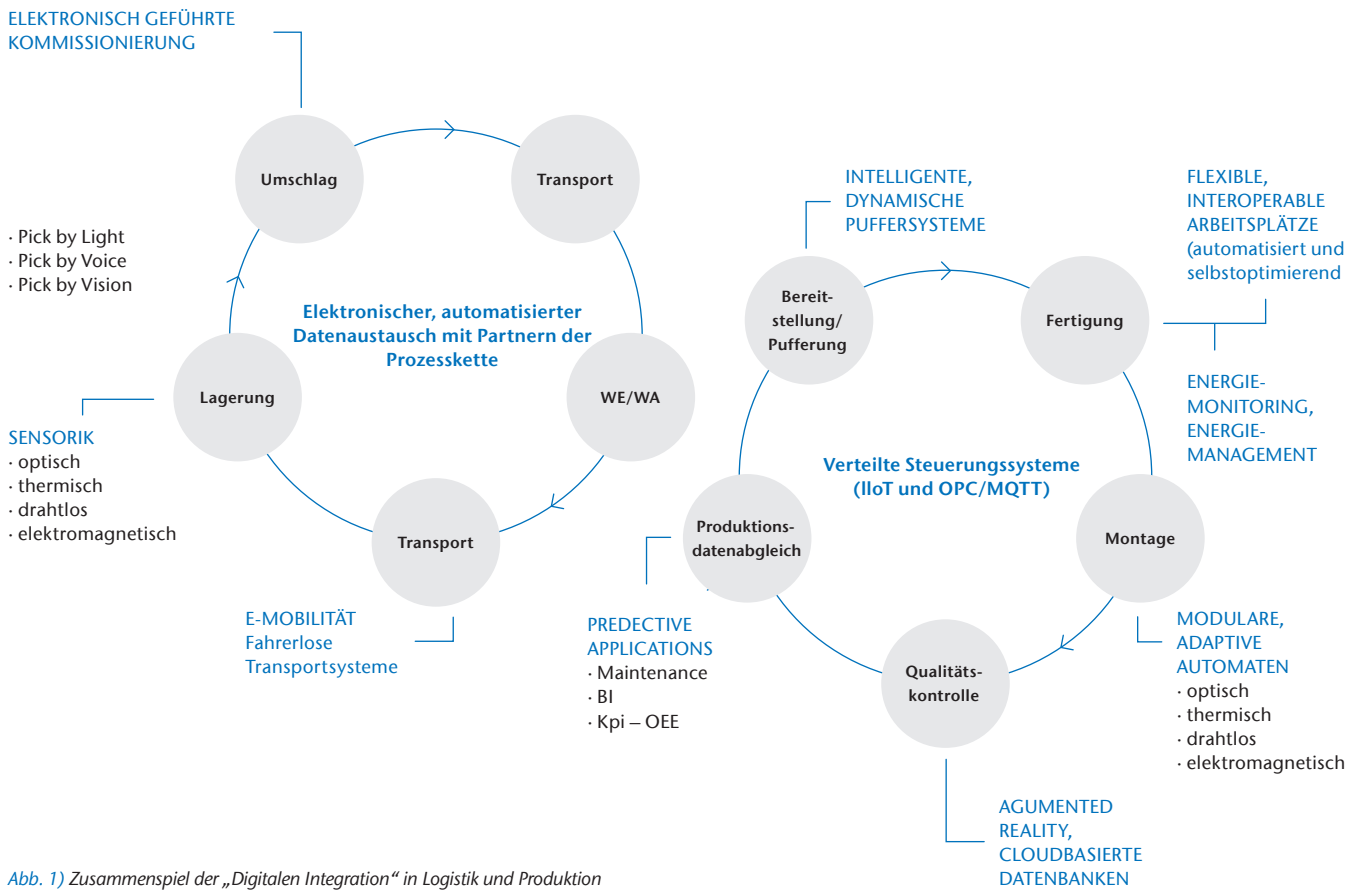 ELEKTRONISCH GEFÜHRTE
KOMMISSIONIERUNG
Umschlag
Transport
· Pick by Light
· Pick by Voice
· Pick by Vision
Elektronischer, automatisierter
Datenaustausch mit Partnern der
Prozesskette
Lagerung
WE/WA
SENSORIK
· optisch
· thermisch
· drahtlos
· elektromagnetisch
Transport
E-MOBILITÄT
Fahrerlose
Transportsysteme
INTELLIGENTE,
DYNAMISCHE
PUFFERSYSTEME
FLEXIBLE,
INTEROPERABLE
ARBEITSPLÄTZE
(automatisiert und
selbstoptimierend
Bereit-
stellung/
Pufferung
Fertigung
ENERGIE-
MONITORING,
ENERGIE-
MANAGEMENT
Verteilte Steuerungssysteme
(lIoT und OPC/MQTT)
Produktions-
datenabgleich
Montage
PREDECTIVE
APPLICATIONS
· Maintenance
· BI
· Kpi – OEE
Qualitäts-
kontrolle
MODULARE,
ADAPTIVE
AUTOMATEN
· optisch
· thermisch
· drahtlos
· elektromagnetisch
AGUMENTED
REALITY,
CLOUDBASIERTE
DATENBANKEN
Abb. 1) Zusammenspiel der „Digitalen Integration“ in Logistik und Produktion